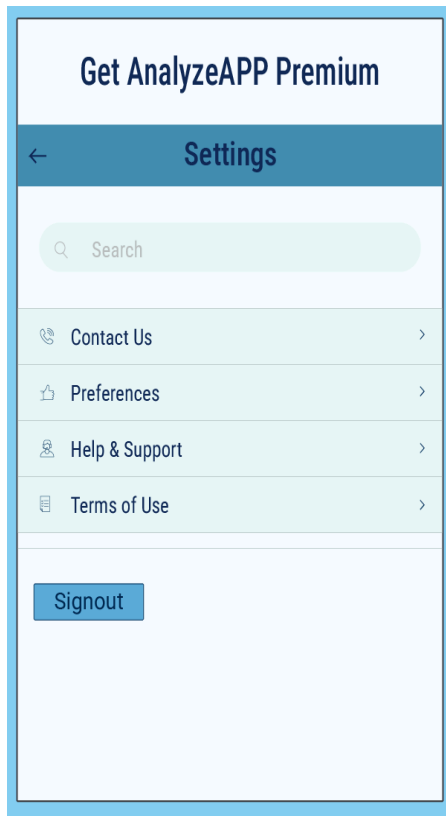 Get AnalyzeAPP Premium
Settings
Search
Contact Us
Preferences
Help & Support
Terms of Use
Signout